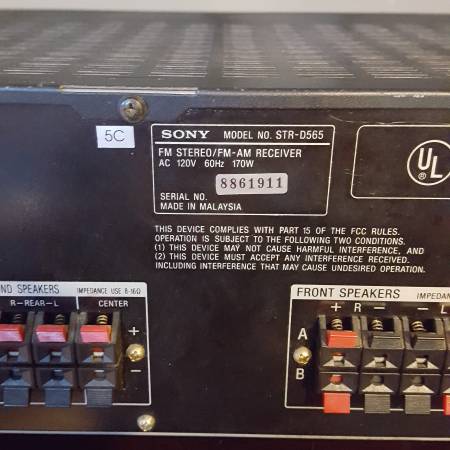 5C
SONY MODEL NO. STR-D565
FM STEREO/FM-AM RECEIVER
AC 120V 60Hz 170W
8861911
SERIAL NO.
MADE IN MALAYSIA
UL
THIS DEVICE COMPLIES WITH PART 15 OF THE FCC RULES.
OPERATION IS SUBJECT TO THE FOLLOWING TWO CONDITIONS.
(1) THIS DEVICE MAY NOT CAUSE HARMFUL INTERFERENCE, AND
(2) THIS DEVICE MUST ACCEPT ANY INTERFERENCE RECEIVED.
INCLUDING INTERFERENCE THAT MAY CAUSE UNDESIRED OPERATION.
ND SPEAKERS IMPEDANCE USE 8-16Ω
R-REAR-L CENTER
+
−
FRONT SPEAKERS IMPEDAN
+ R − − L
A
B